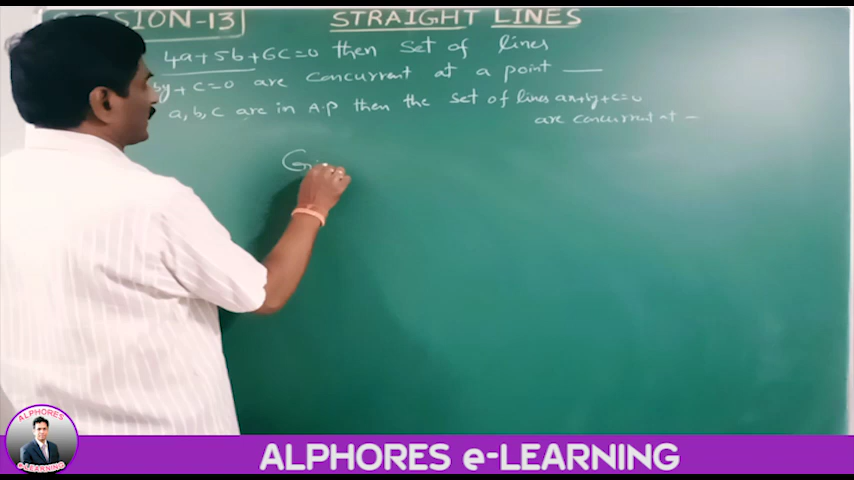 SESSION-13 STRAIGHT LINES
4a+5b+6c=0 then set of lines
by+c=0 are concurrent at a point ——
a, b, c are in A.P then the set of lines ax+by+c=0
are concurrent at —
Gi
ALPHORES
e-LEARNING
ALPHORES e-LEARNING